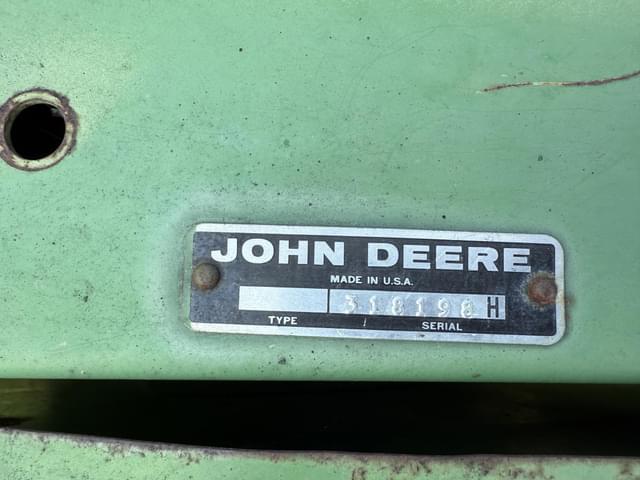 JOHN DEERE
MADE IN U.S.A.
318198 H
TYPE SERIAL